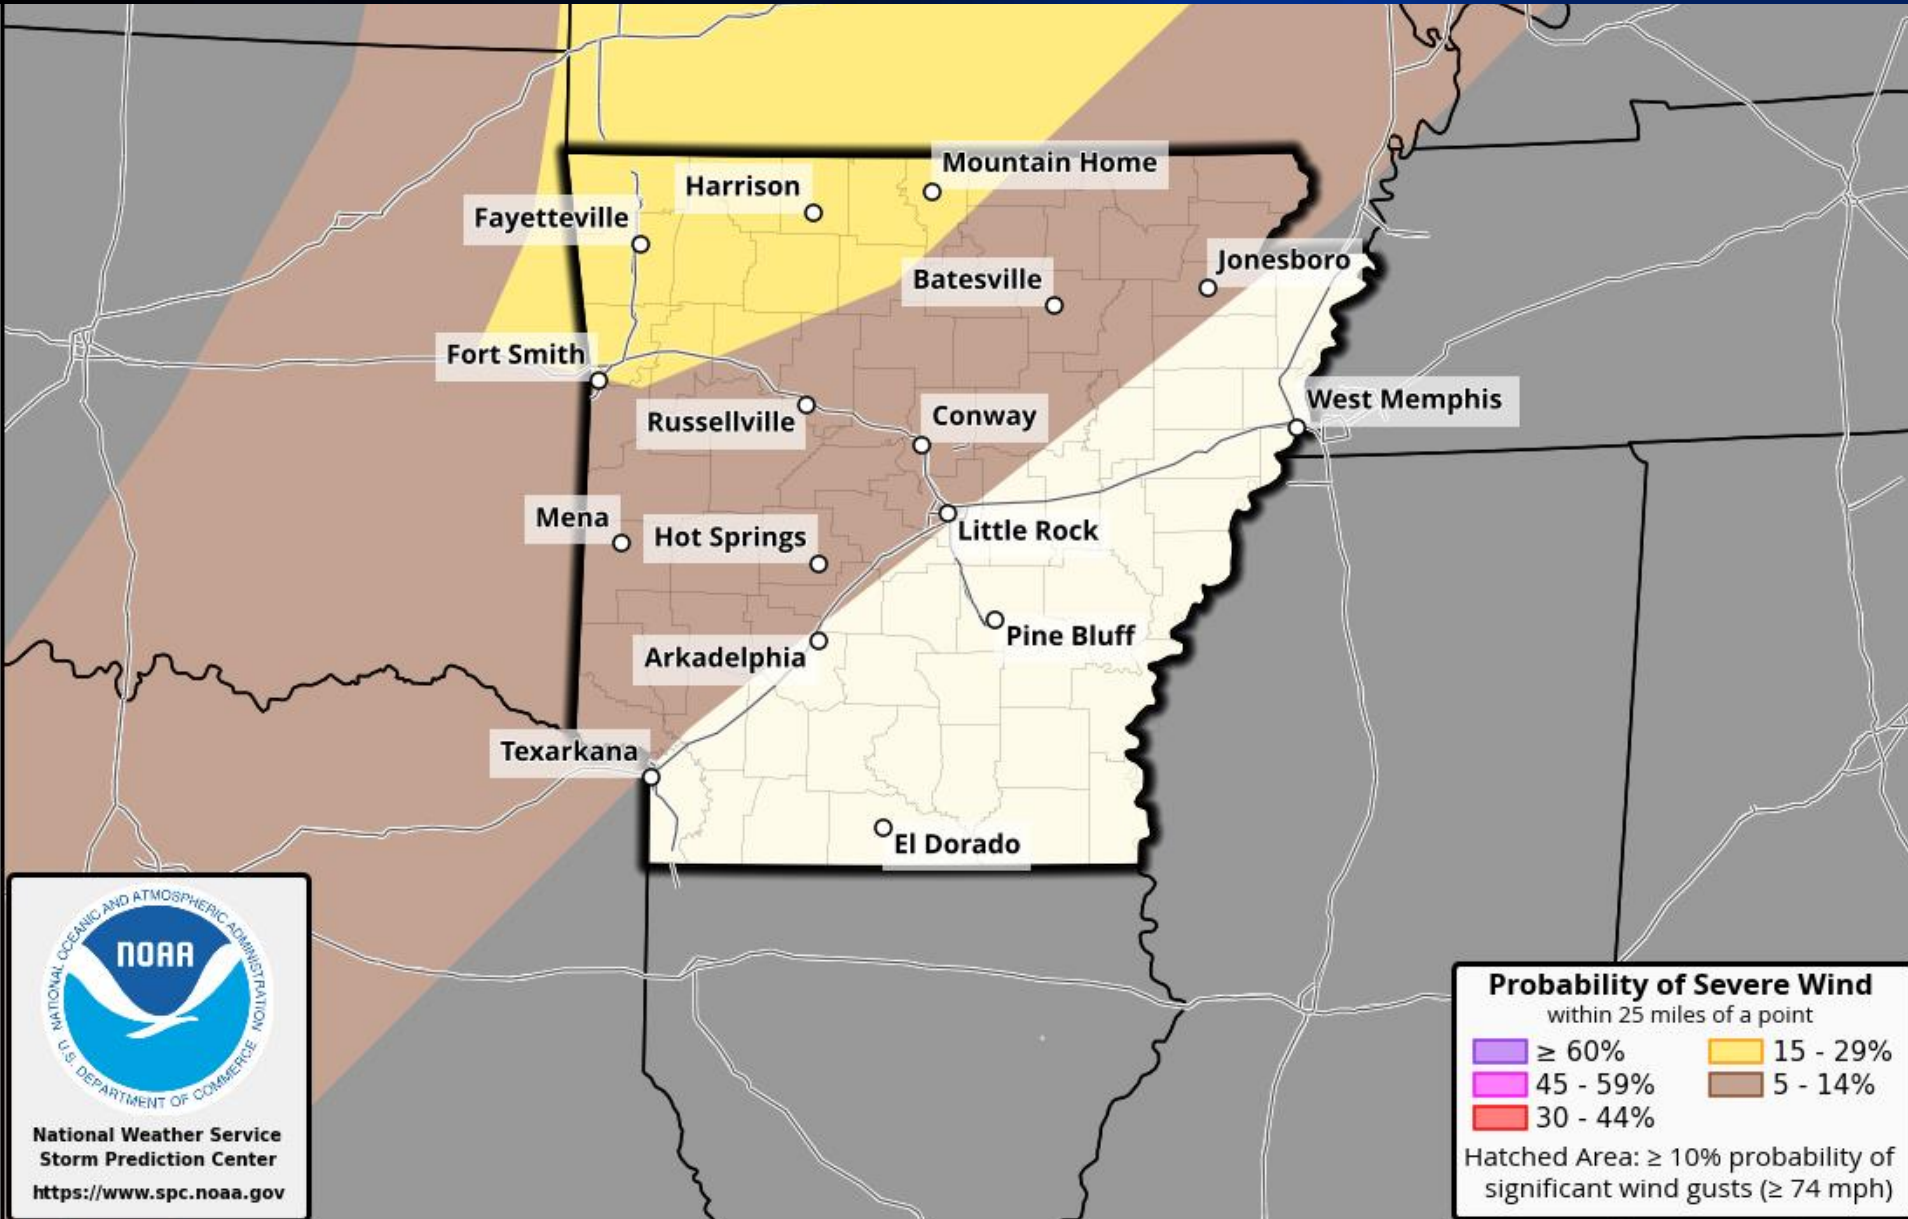 Mountain Home
Harrison
Fayetteville
Jonesboro
Batesville
Fort Smith
West Memphis
Russellville
Conway
Mena
Hot Springs
Little Rock
Pine Bluff
Arkadelphia
Texarkana
El Dorado
NATIONAL OCEANIC AND ATMOSPHERIC ADMINISTRATION
NOAA
U.S. DEPARTMENT OF COMMERCE
National Weather Service
Storm Prediction Center
https://www.spc.noaa.gov
Probability of Severe Wind
within 25 miles of a point
≥ 60%
15 - 29%
45 - 59%
5 - 14%
30 - 44%
Hatched Area: ≥ 10% probability of
significant wind gusts (≥ 74 mph)